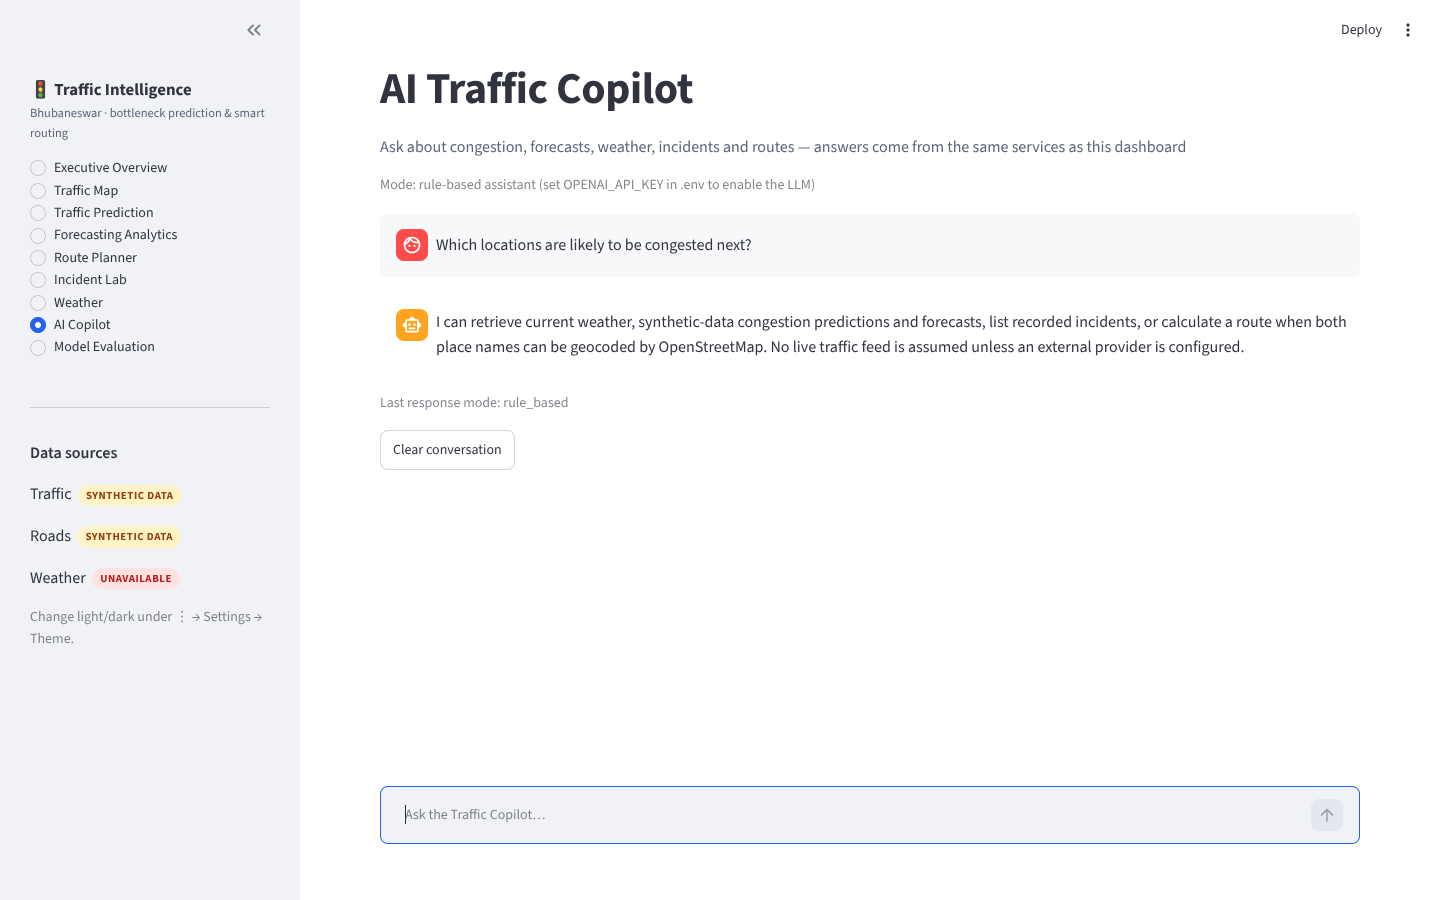 Deploy
🚦 Traffic Intelligence
Bhubaneswar · bottleneck prediction & smart
routing
Executive Overview
Traffic Map
Traffic Prediction
Forecasting Analytics
Route Planner
Incident Lab
Weather
AI Copilot
Model Evaluation
Data sources
Traffic SYNTHETIC DATA
Roads SYNTHETIC DATA
Weather UNAVAILABLE
Change light/dark under ⋮ → Settings →
Theme.
AI Traffic Copilot
Ask about congestion, forecasts, weather, incidents and routes — answers come from the same services as this dashboard
Mode: rule-based assistant (set OPENAI_API_KEY in .env to enable the LLM)
Which locations are likely to be congested next?
I can retrieve current weather, synthetic-data congestion predictions and forecasts, list recorded incidents, or calculate a route when both
place names can be geocoded by OpenStreetMap. No live traffic feed is assumed unless an external provider is configured.
Last response mode: rule_based
Clear conversation
Ask the Traffic Copilot…